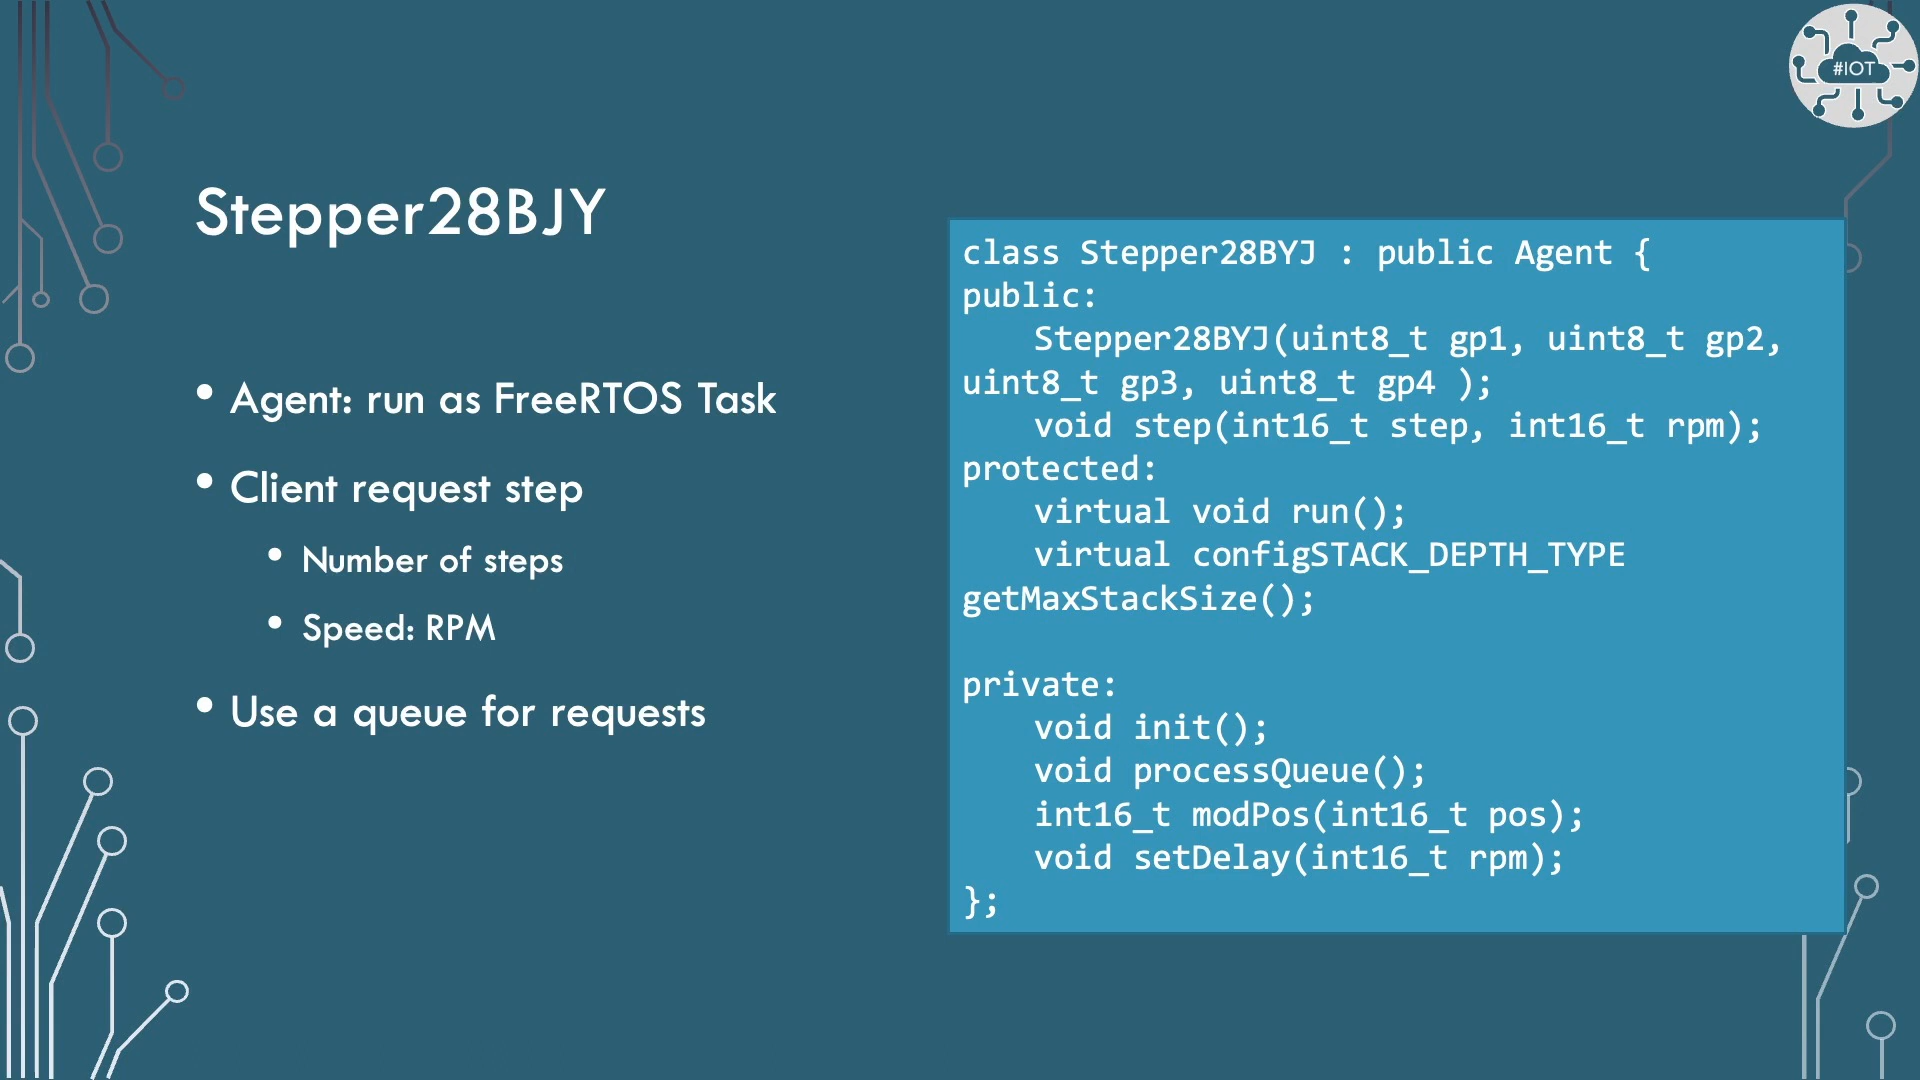 #IOT
Stepper28BJY
• Agent: run as FreeRTOS Task
• Client request step
• Number of steps
• Speed: RPM
• Use a queue for requests
class Stepper28BYJ : public Agent {
public:
    Stepper28BYJ(uint8_t gp1, uint8_t gp2,
uint8_t gp3, uint8_t gp4 );
    void step(int16_t step, int16_t rpm);
protected:
    virtual void run();
    virtual configSTACK_DEPTH_TYPE
getMaxStackSize();
private:
    void init();
    void processQueue();
    int16_t modPos(int16_t pos);
    void setDelay(int16_t rpm);
};